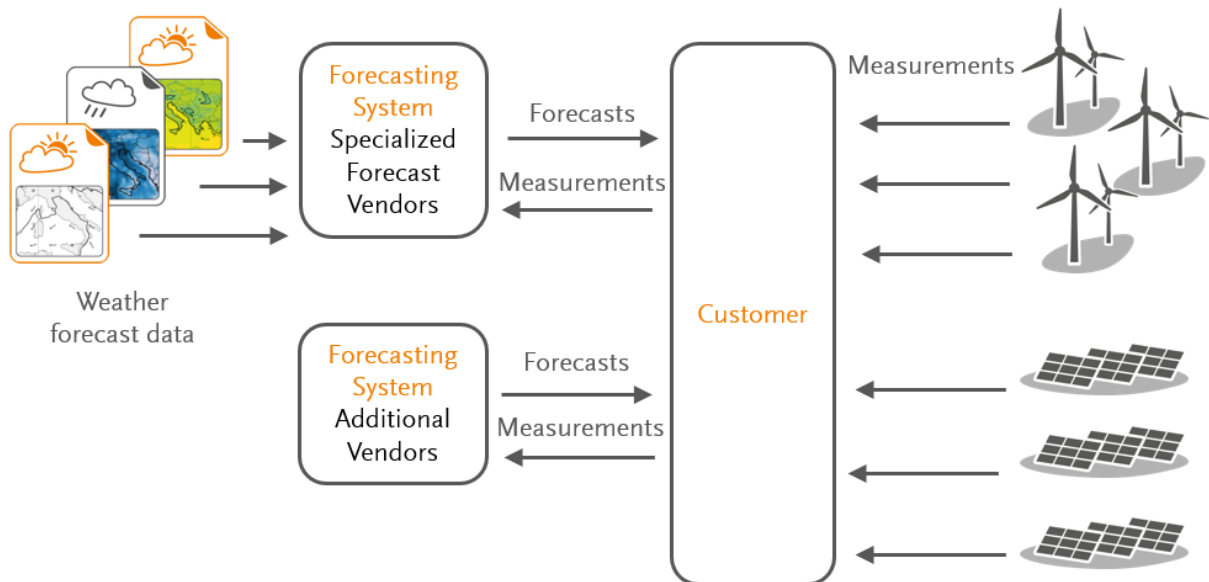 Forecasting
System
Specialized
Forecast
Vendors
Forecasts
Measurements
Measurements
Weather
forecast data
Customer
Forecasting
System
Additional
Vendors
Forecasts
Measurements